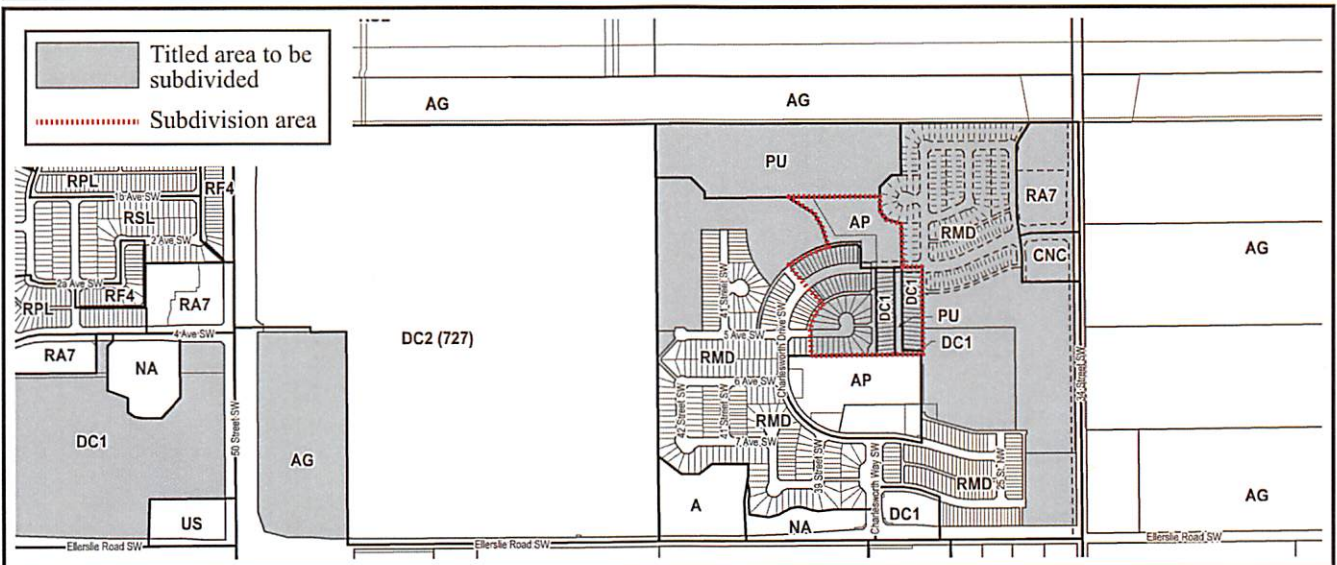 Titled area to be
subdivided
Subdivision area
AG
AG
PU
RPL
RF4
1b Ave SW
RSL
2 Ave SW
AP
RA7
RMD
CNC
AG
41 Street SW
DC1
DC1
2a Ave SW
RF4
RPL
RA7
PU
4 Ave SW
DC2 (727)
5 Ave SW
Charlesworth Drive SW
DC1
34 Street SW
RA7
NA
RMD
AP
6 Ave SW
42 Street SW
41 Street SW
RMD
7 Ave SW
DC1
50 Street SW
AG
39 Street SW
Charlesworth Way SW
RMD
25 St. NW
A
AG
US
NA
DC1
Ellerslie Road SW
Ellerslie Road SW
Ellerslie Road SW